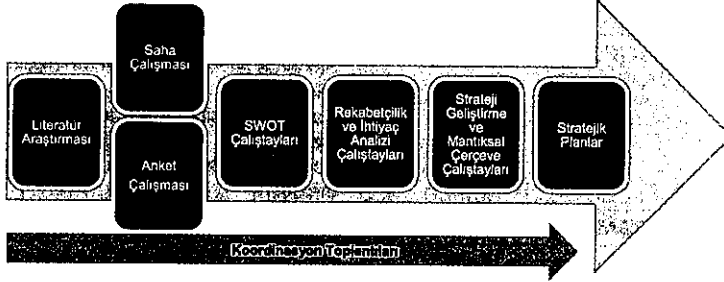 Literatür
Araştırması
Saha
Çalışması
Anket
Çalışması
SWOT
Çalıştayları
Rekabetçilik
ve İhtiyaç
Analizi
Çalıştayları
Strateji
Geliştirme
ve
Mantıksal
Çerçeve
Çalıştayları
Stratejik
Planlar
Koordinasyon Toplantıları